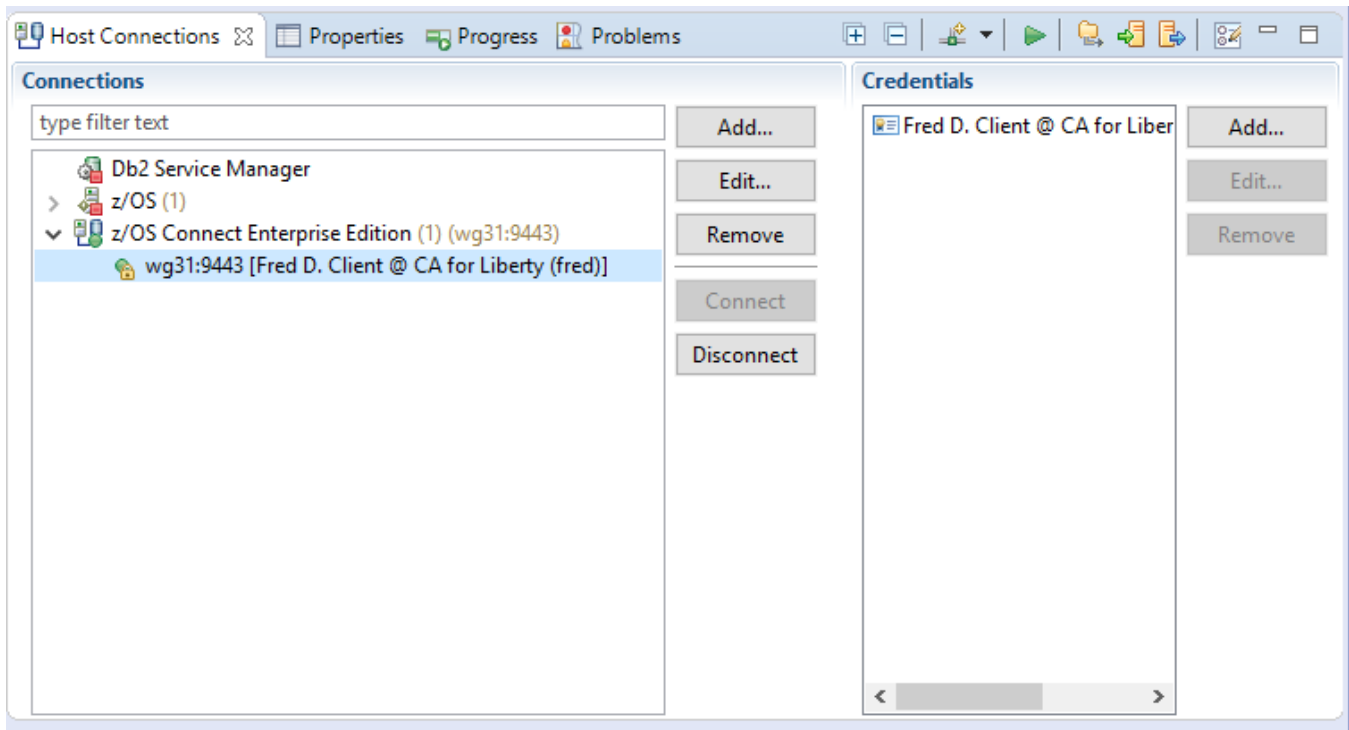 Host Connections Properties Progress Problems
Connections
type filter text
Db2 Service Manager
z/OS (1)
z/OS Connect Enterprise Edition (1) (wg31:9443)
wg31:9443 [Fred D. Client @ CA for Liberty (fred)]
Add...
Edit...
Remove
Connect
Disconnect
Credentials
Fred D. Client @ CA for Liber
Add...
Edit...
Remove